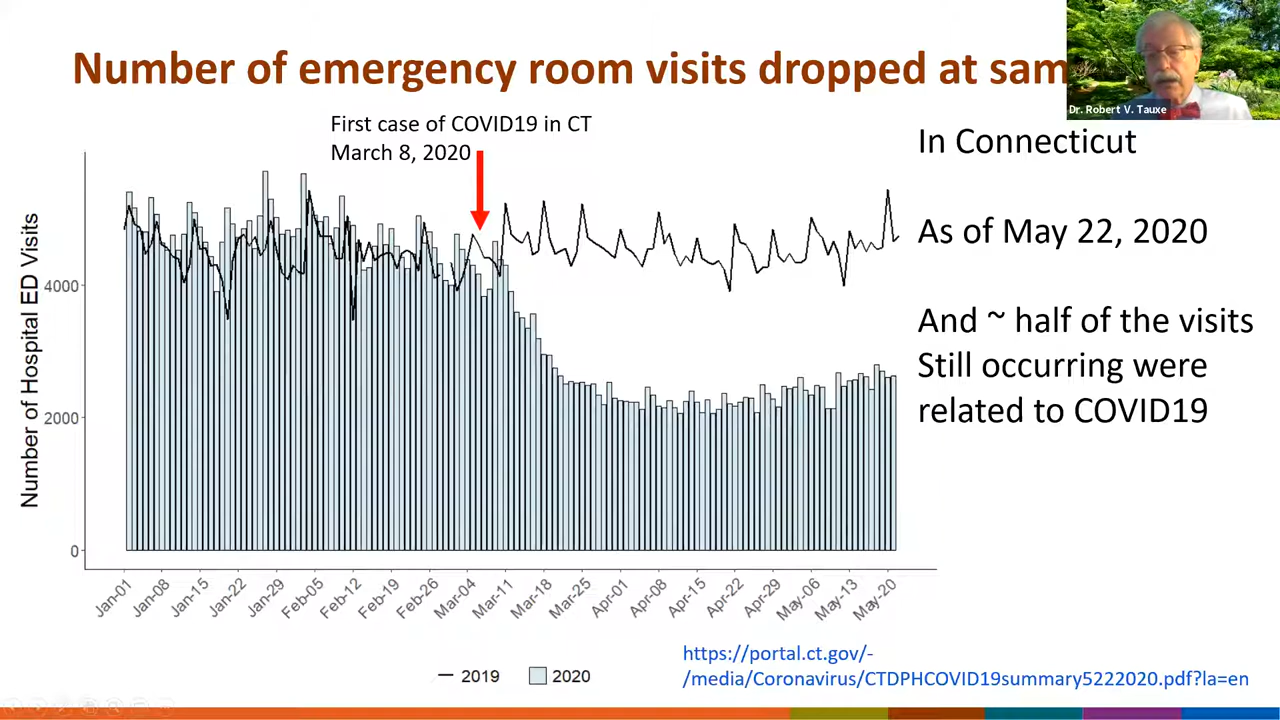 Number of emergency room visits dropped at sam
Dr. Robert V. Tauxe
First case of COVID19 in CT
March 8, 2020
In Connecticut
As of May 22, 2020
And ~ half of the visits
Still occurring were
related to COVID19
Number of Hospital ED Visits
4000
2000
0
Jan-01
Jan-08
Jan-15
Jan-22
Jan-29
Feb-05
Feb-12
Feb-19
Feb-26
Mar-04
Mar-11
Mar-18
Mar-25
Apr-01
Apr-08
Apr-15
Apr-22
Apr-29
May-06
May-13
May-20
2019
2020
https://portal.ct.gov/-
/media/Coronavirus/CTDPHCOVID19summary5222020.pdf?la=en